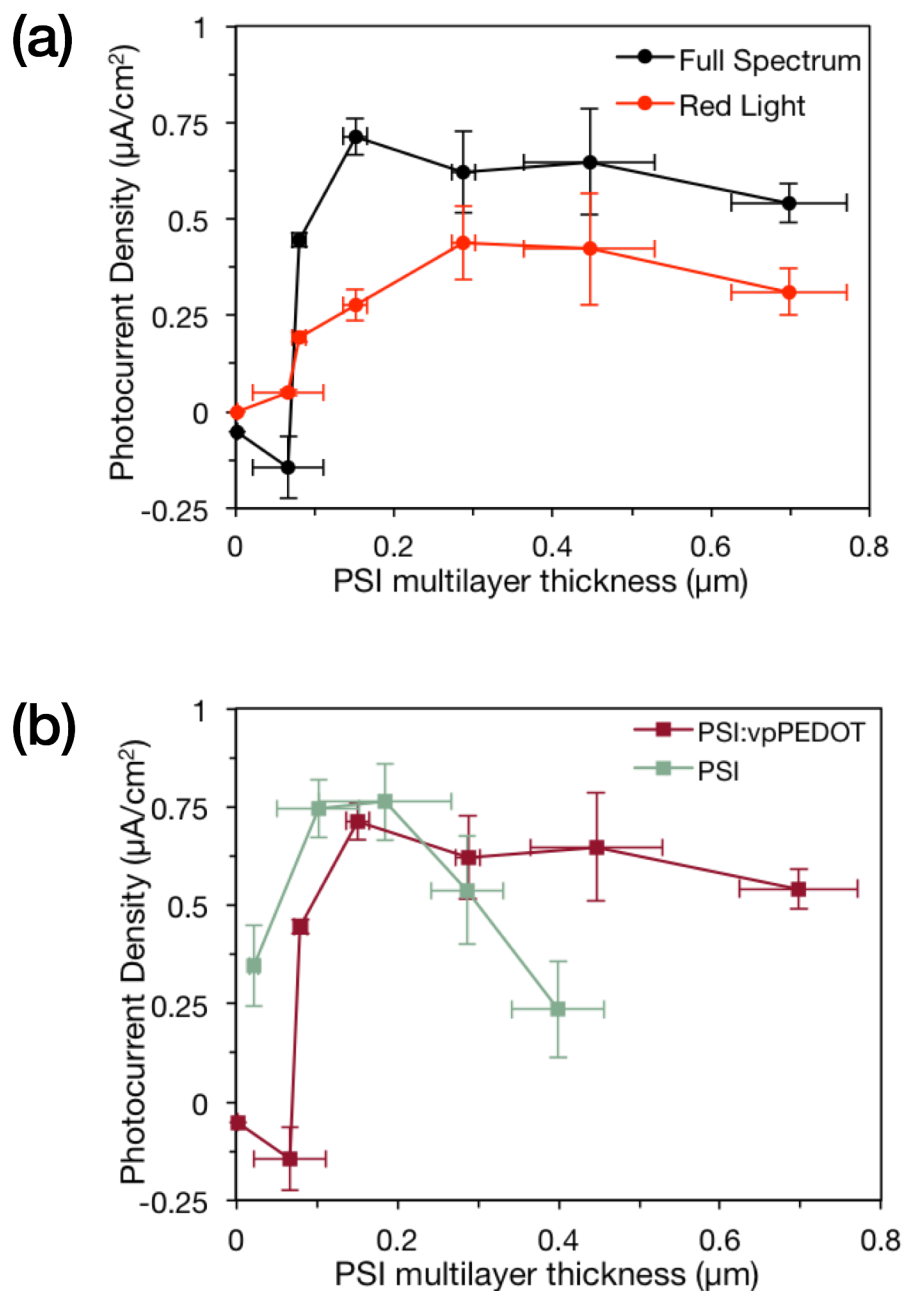 (a)
Full Spectrum
Red Light
Photocurrent Density (µA/cm²)
1
0.75
0.5
0.25
0
-0.25
0 0.2 0.4 0.6 0.8
PSI multilayer thickness (µm)
(b)
PSI:vpPEDOT
PSI
Photocurrent Density (µA/cm²)
1
0.75
0.5
0.25
0
-0.25
0 0.2 0.4 0.6 0.8
PSI multilayer thickness (µm)